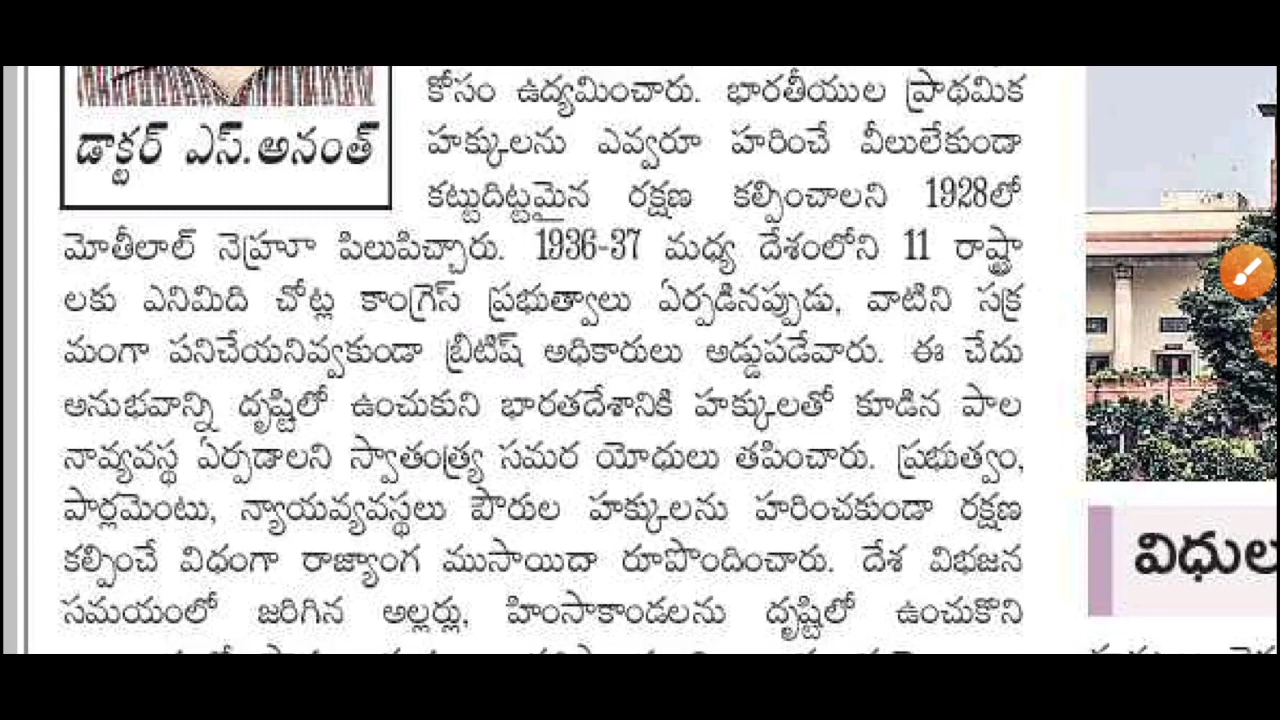 కోసం ఉద్యమించారు. భారతీయుల ప్రాథమిక
హక్కులను ఎవ్వరూ హరించే వీలులేకుండా
డాక్టర్ ఎస్.అనంత్
కట్టుదిట్టమైన రక్షణ కల్పించాలని 1928లో
మోతీలాల్ నెహ్రూ పిలుపిచ్చారు. 1936-37 మధ్య దేశంలోని 11 రాష్ట్రా
లకు ఎనిమిది చోట్ల కాంగ్రెస్ ప్రభుత్వాలు ఏర్పడినప్పుడు, వాటిని సక్ర
మంగా పనిచేయనివ్వకుండా బ్రిటిష్ అధికారులు అడ్డుపడేవారు. ఈ చేదు
అనుభవాన్ని దృష్టిలో ఉంచుకుని భారతదేశానికి హక్కులతో కూడిన పాల
నావ్యవస్థ ఏర్పడాలని స్వాతంత్ర్య సమర యోధులు తపించారు. ప్రభుత్వం,
పార్లమెంటు, న్యాయవ్యవస్థలు పౌరుల హక్కులను హరించకుండా రక్షణ
కల్పించే విధంగా రాజ్యాంగ ముసాయిదా రూపొందించారు. దేశ విభజన
సమయంలో జరిగిన అల్లర్లు, హింసాకాండలను దృష్టిలో ఉంచుకొని
విధుల